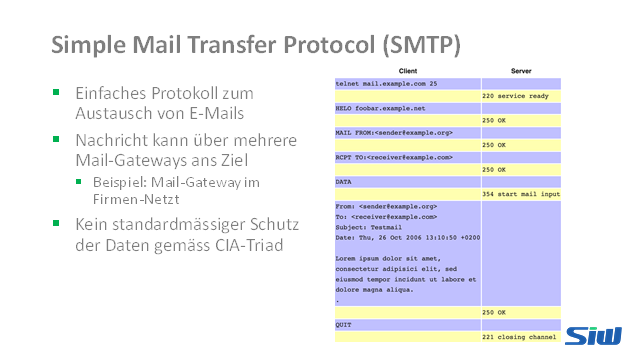 Simple Mail Transfer Protocol (SMTP)
Einfaches Protokoll zum
Austausch von E-Mails
Nachricht kann über mehrere
Mail-Gateways ans Ziel
Beispiel: Mail-Gateway im
Firmen-Netzt
Kein standardmässiger Schutz
der Daten gemäss CIA-Triad
Client Server
telnet mail.example.com 25
220 service ready
HELO foobar.example.net
250 OK
MAIL FROM:<sender@example.org>
250 OK
RCPT TO:<receiver@example.com>
250 OK
DATA
354 start mail input
From: <sender@example.org>
To: <receiver@example.com>
Subject: Testmail
Date: Thu, 26 Oct 2006 13:10:50 +0200
Lorem ipsum dolor sit amet,
consectetur adipisici elit, sed
eiusmod tempor incidunt ut labore et
dolore magna aliqua.
.
250 OK
QUIT
221 closing channel
SIW